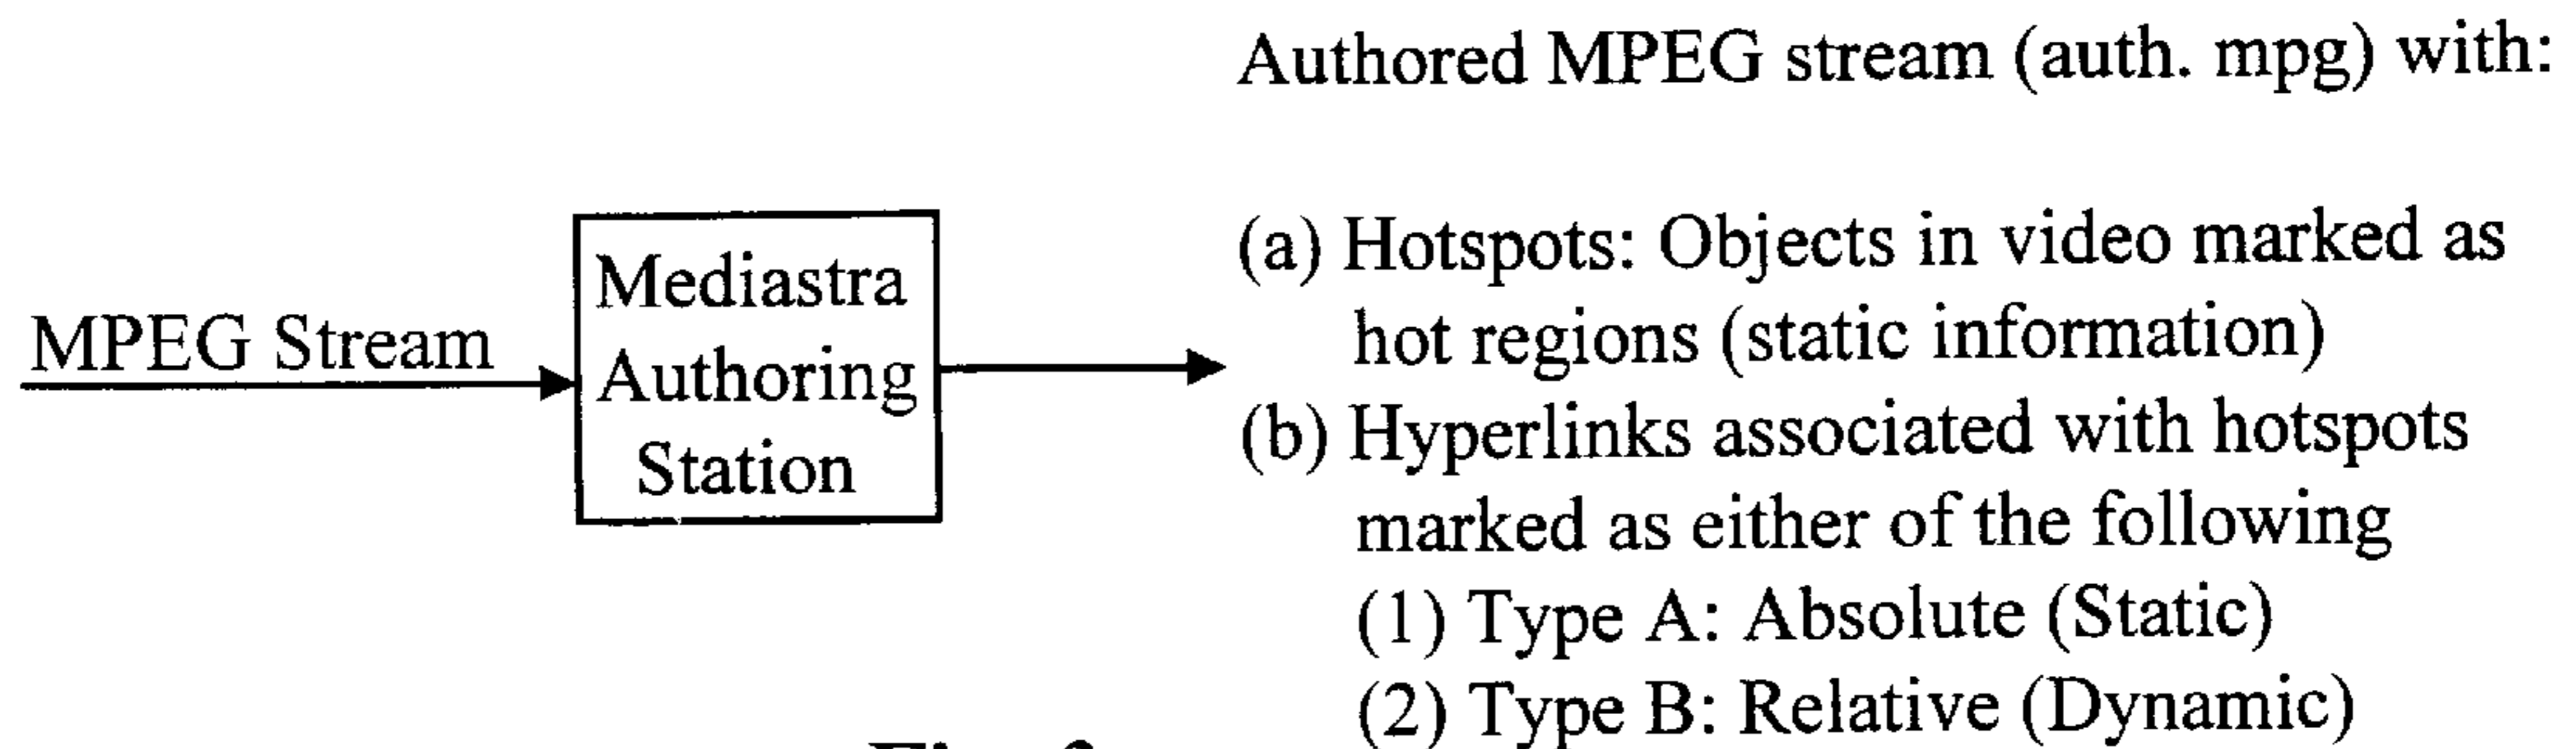 Authored MPEG stream (auth. mpg) with:
MPEG Stream
Mediastra
Authoring
Station
(a) Hotspots: Objects in video marked as
hot regions (static information)
(b) Hyperlinks associated with hotspots
marked as either of the following
(1) Type A: Absolute (Static)
(2) Type B: Relative (Dynamic)